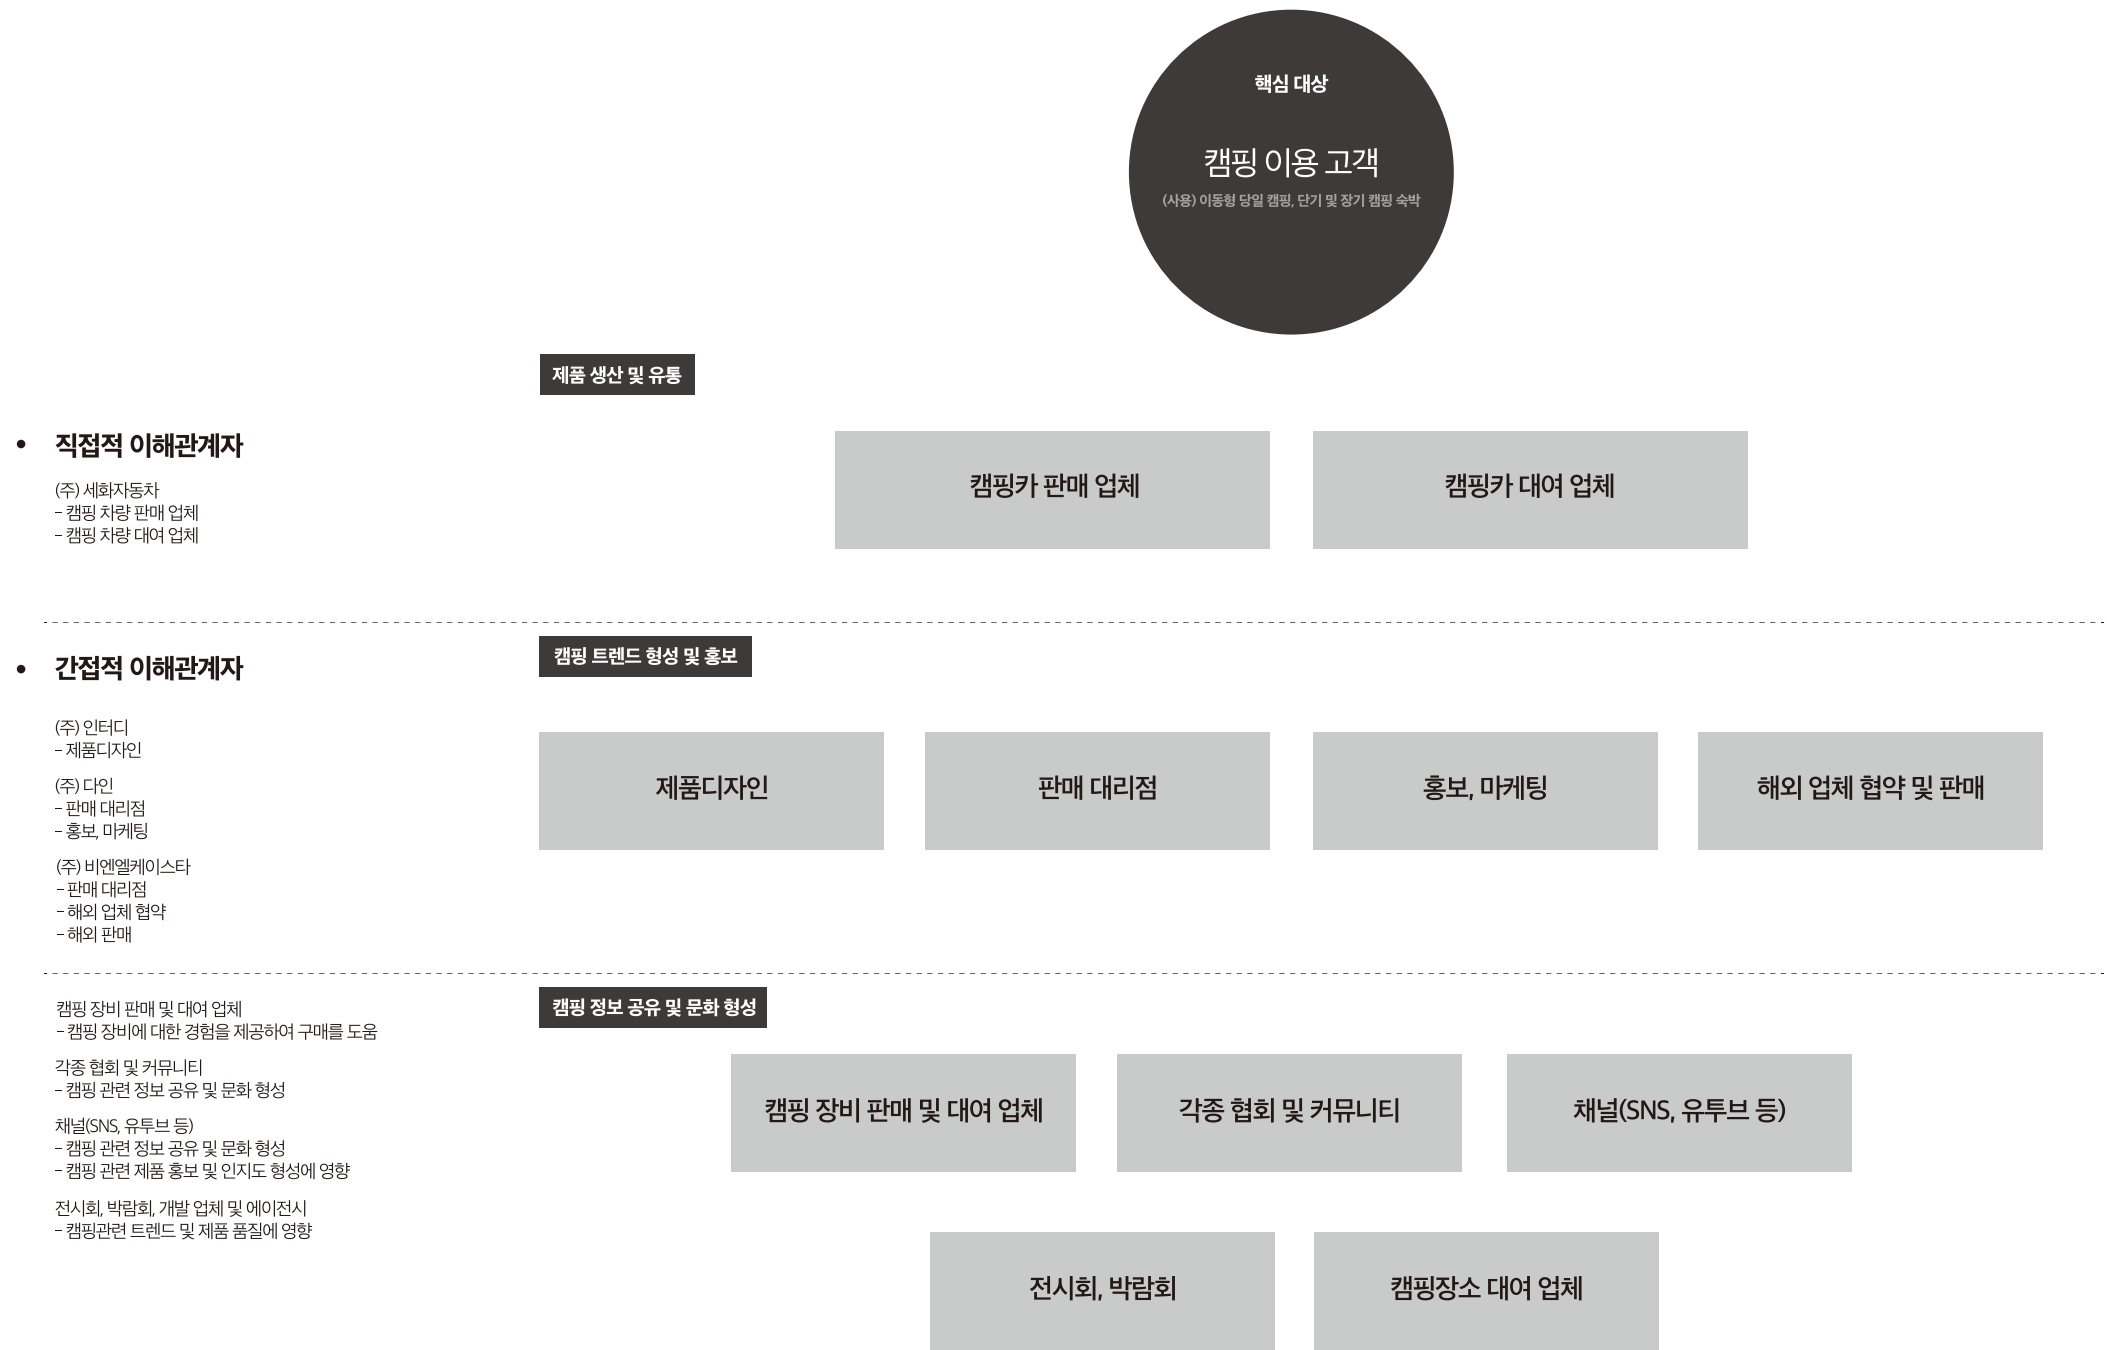 핵심 대상
캠핑 이용 고객
(사용) 이동형 당일 캠핑, 단기 및 장기 캠핑 숙박
제품 생산 및 유통
• 직접적 이해관계자
(주) 세화자동차
- 캠핑 차량 판매 업체
- 캠핑 차량 대여 업체
캠핑카 판매 업체
캠핑카 대여 업체
캠핑 트렌드 형성 및 홍보
• 간접적 이해관계자
(주) 인터디
- 제품디자인
(주) 다인
- 판매 대리점
- 홍보, 마케팅
(주) 비엔엘케이스타
- 판매 대리점
- 해외 업체 협약
- 해외 판매
제품디자인
판매 대리점
홍보, 마케팅
해외 업체 협약 및 판매
캠핑 정보 공유 및 문화 형성
캠핑 장비 판매 및 대여 업체
- 캠핑 장비에 대한 경험을 제공하여 구매를 도움
각종 협회 및 커뮤니티
- 캠핑 관련 정보 공유 및 문화 형성
채널(SNS, 유투브 등)
- 캠핑 관련 정보 공유 및 문화 형성
- 캠핑 관련 제품 홍보 및 인지도 형성에 영향
전시회, 박람회, 개발 업체 및 에이전시
- 캠핑관련 트렌드 및 제품 품질에 영향
캠핑 장비 판매 및 대여 업체
각종 협회 및 커뮤니티
채널(SNS, 유투브 등)
전시회, 박람회
캠핑장소 대여 업체